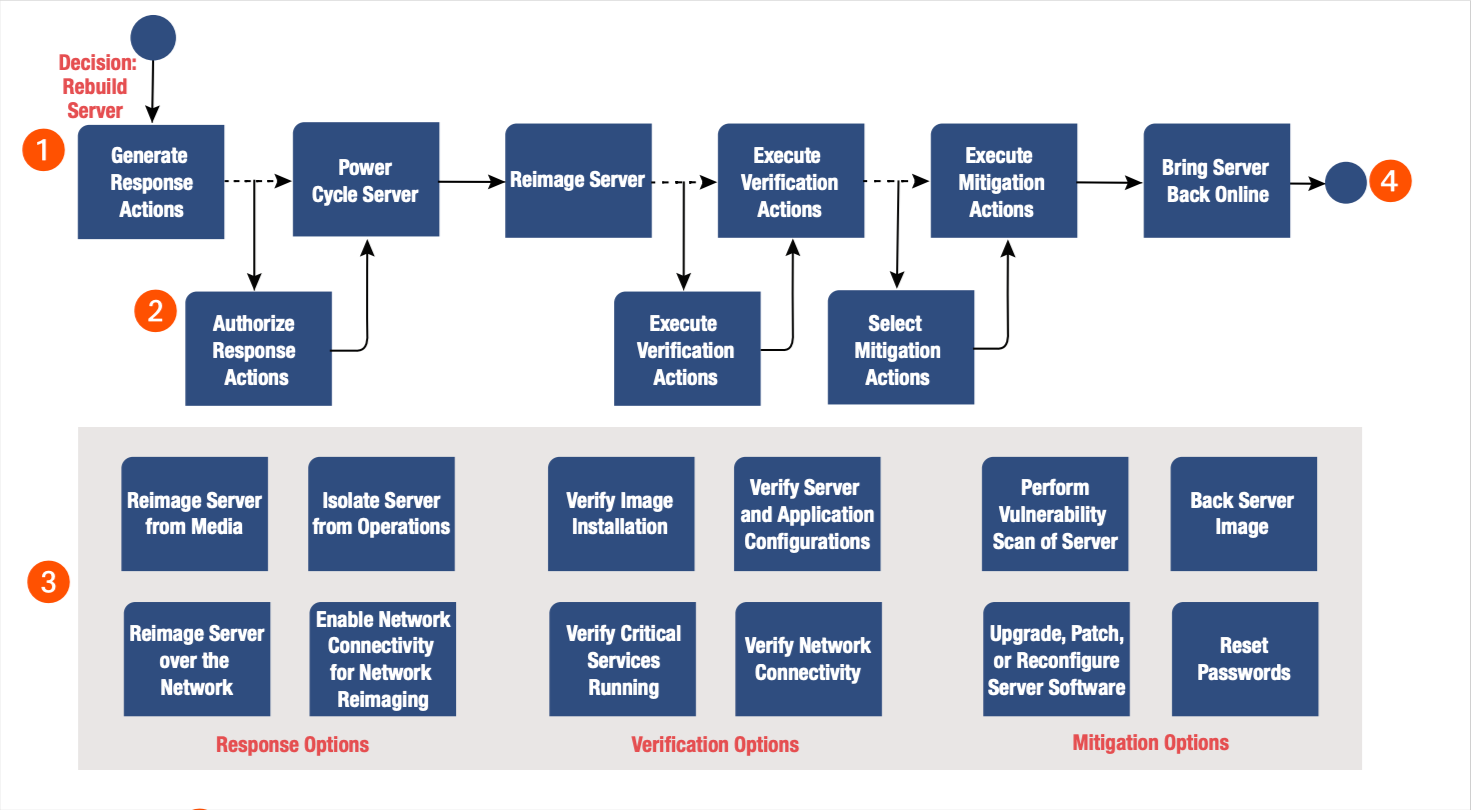 Decision:
Rebuild
Server
1
Generate
Response
Actions
Power
Cycle Server
Reimage Server
Execute
Verification
Actions
Execute
Mitigation
Actions
Bring Server
Back Online
4
2
Authorize
Response
Actions
Execute
Verification
Actions
Select
Mitigation
Actions
3
Reimage Server
from Media
Isolate Server
from Operations
Verify Image
Installation
Verify Server
and Application
Configurations
Perform
Vulnerability
Scan of Server
Back Server
Image
Reimage Server
over the
Network
Enable Network
Connectivity
for Network
Reimaging
Verify Critical
Services
Running
Verify Network
Connectivity
Upgrade, Patch,
or Reconfigure
Server Software
Reset
Passwords
Response Options
Verification Options
Mitigation Options